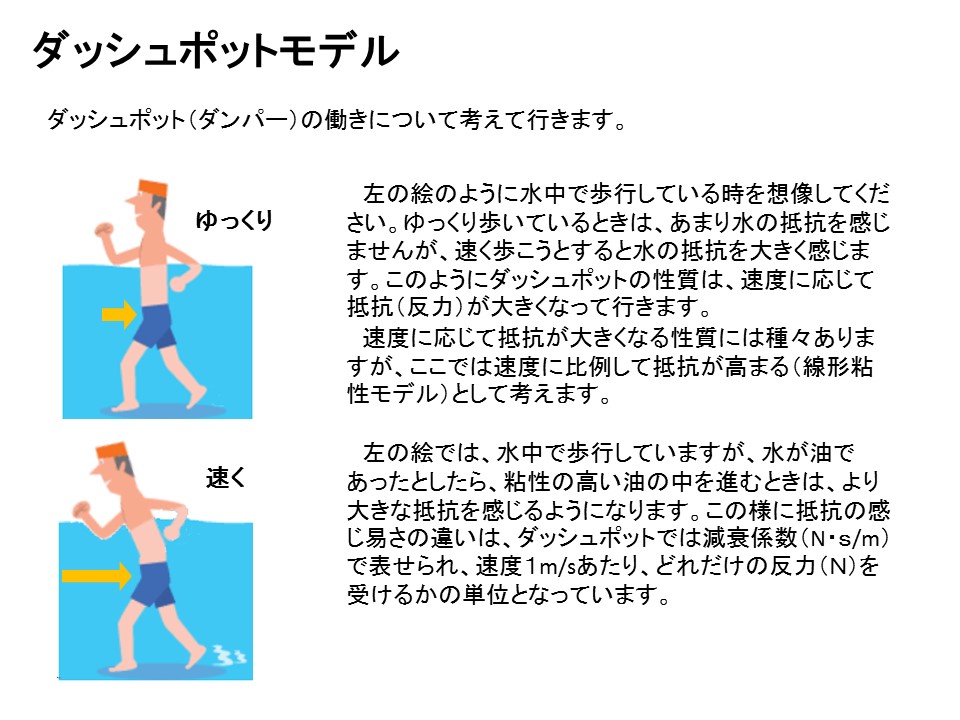 ダッシュポットモデル
ダッシュポット（ダンパー）の働きについて考えて行きます。
ゆっくり
左の絵のように水中で歩行している時を想像してくだ
さい。ゆっくり歩いているときは、あまり水の抵抗を感じ
ませんが、速く歩こうとすると水の抵抗を大きく感じま
す。このようにダッシュポットの性質は、速度に応じて
抵抗（反力）が大きくなって行きます。
速度に応じて抵抗が大きくなる性質には種々ありま
すが、ここでは速度に比例して抵抗が高まる（線形粘
性モデル）として考えます。
速く
左の絵では、水中で歩行していますが、水が油で
あったとしたら、粘性の高い油の中を進むときは、より
大きな抵抗を感じるようになります。この様に抵抗の感
じ易さの違いは、ダッシュポットでは減衰係数（N・s/m）
で表せられ、速度１m/sあたり、どれだけの反力（N）を
受けるかの単位となっています。